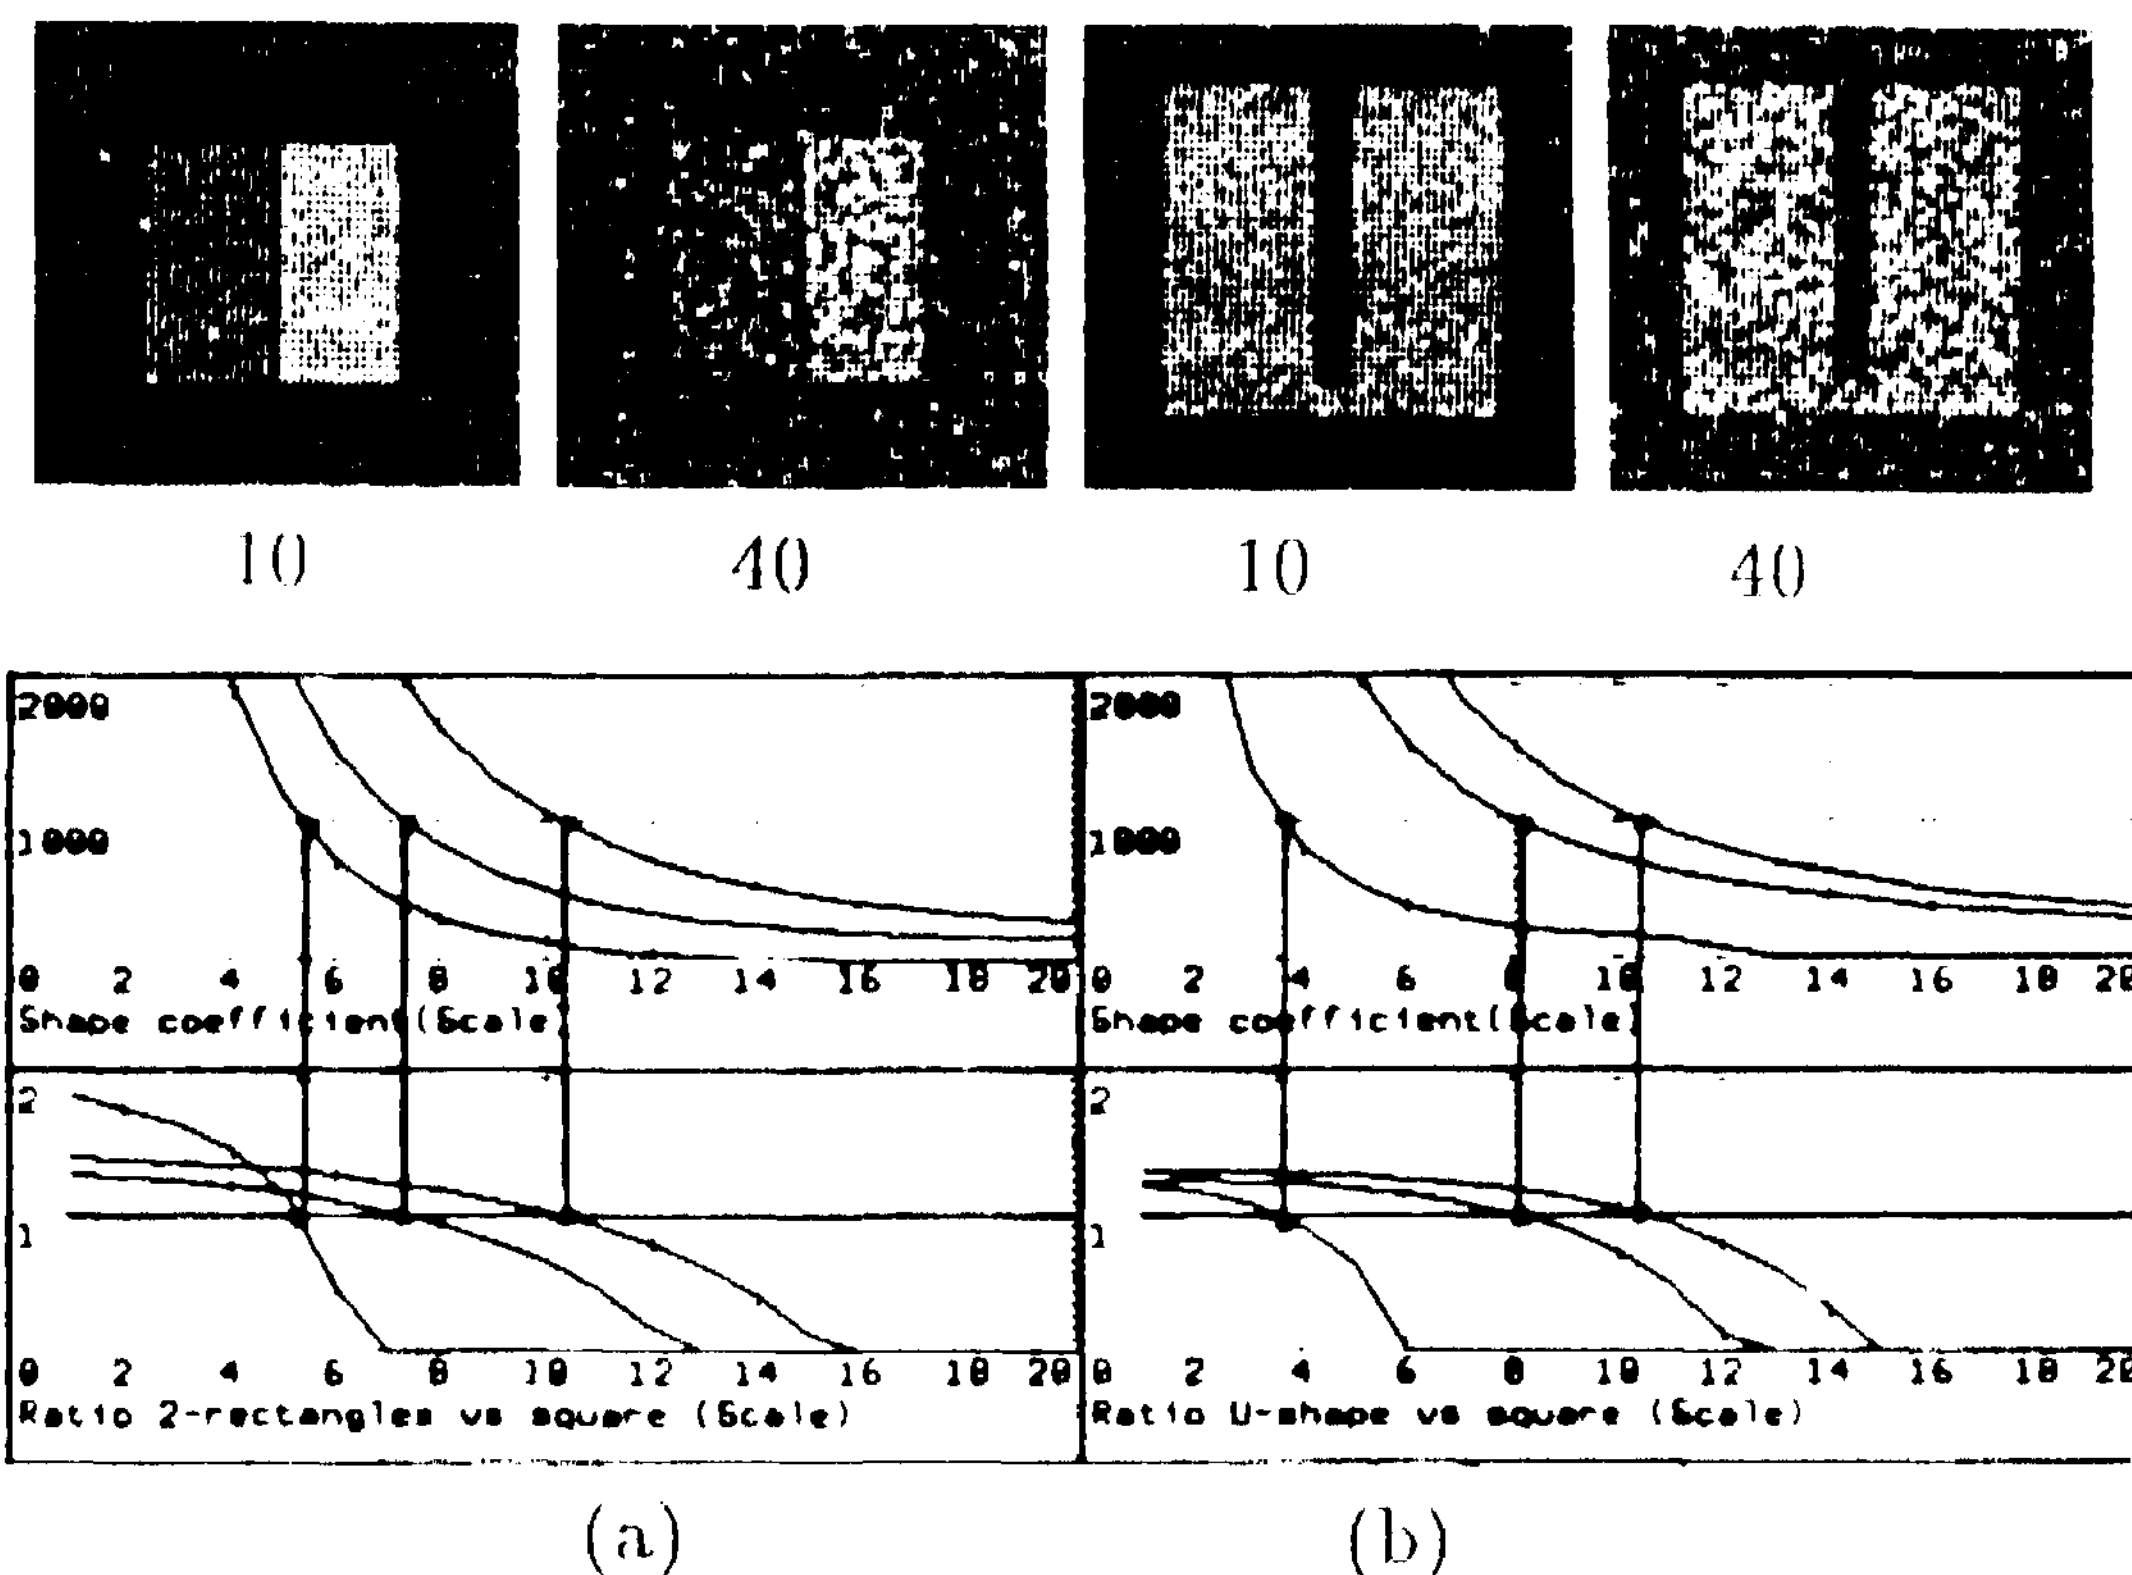 10 40 10 40
2000 2000
1000 1000
0 2 4 6 8 10 12 14 16 18 20 0 2 4 6 8 10 12 14 16 18 20
Shape coefficient(Scale) Shape coefficient(Scale)
2 2
1 1
0 2 4 6 8 10 12 14 16 18 20 0 2 4 6 8 10 12 14 16 18 20
Ratio 2-rectangles vs square (Scale) Ratio U-shape vs square (Scale)
(a) (b)